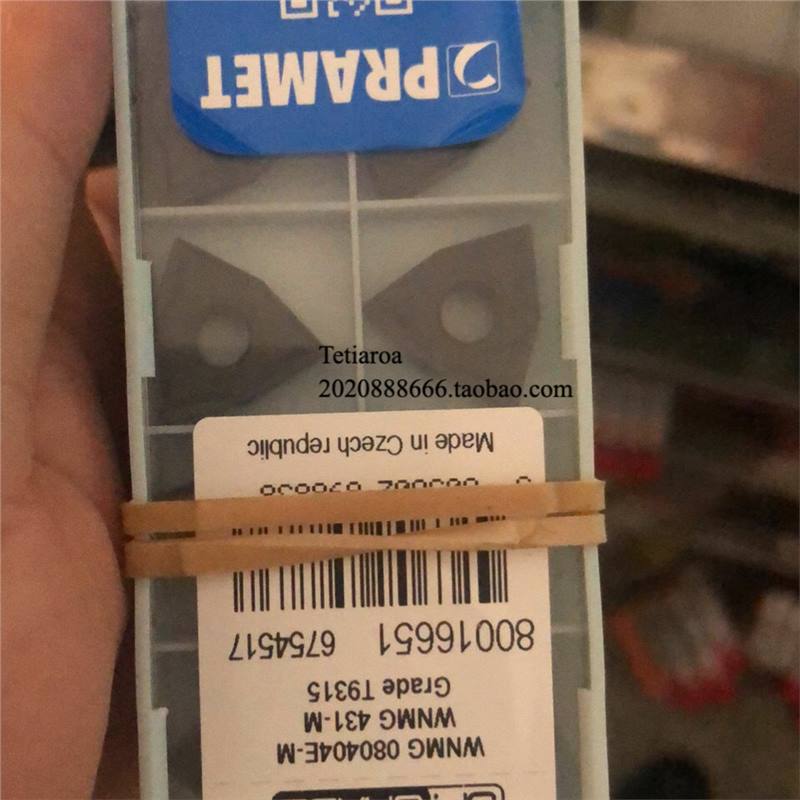 PRAMET
Tetiaroa
2020888666.taobao.com
WNMG 080404E-M
WNMG 431-M
Grade T9315
80016651 6754517
Made in Czech republic